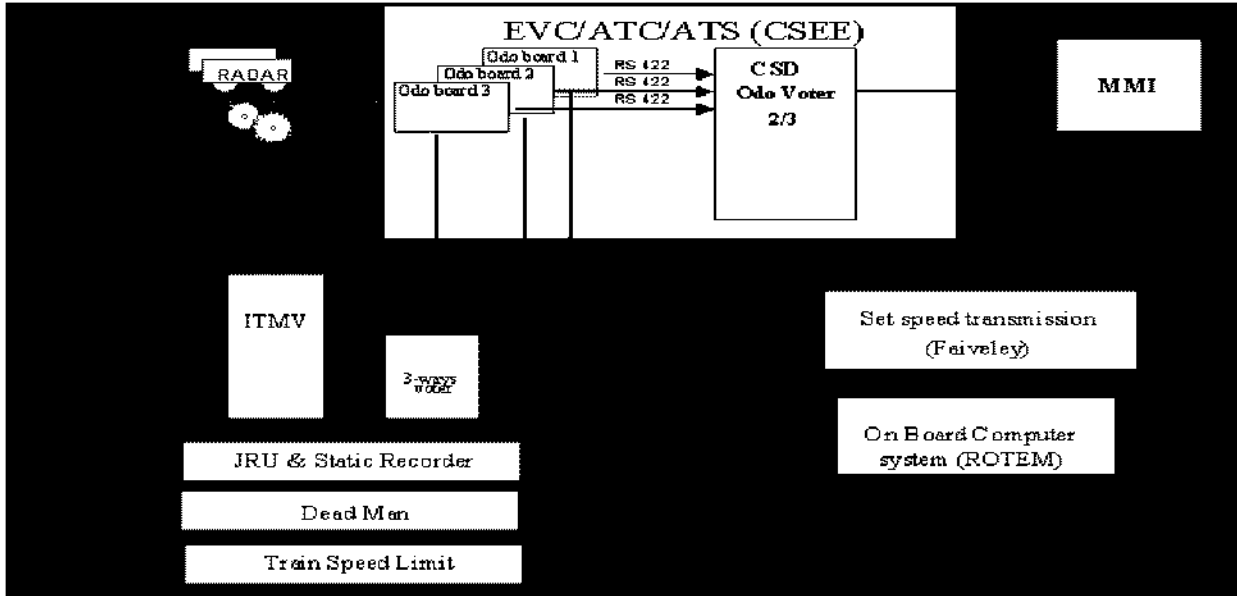 EVC/ATC/ATS (CSEE)
RADAR
Odo board 1
Odo board 2
Odo board 3
RS 422
RS 422
RS 422
CSD
Odo Voter
2/3
MMI
ITMV
3-ways
voter
Set speed transmission
(Faiveley)
On Board Computer
system (ROTEM)
JRU & Static Recorder
Dead Man
Train Speed Limit